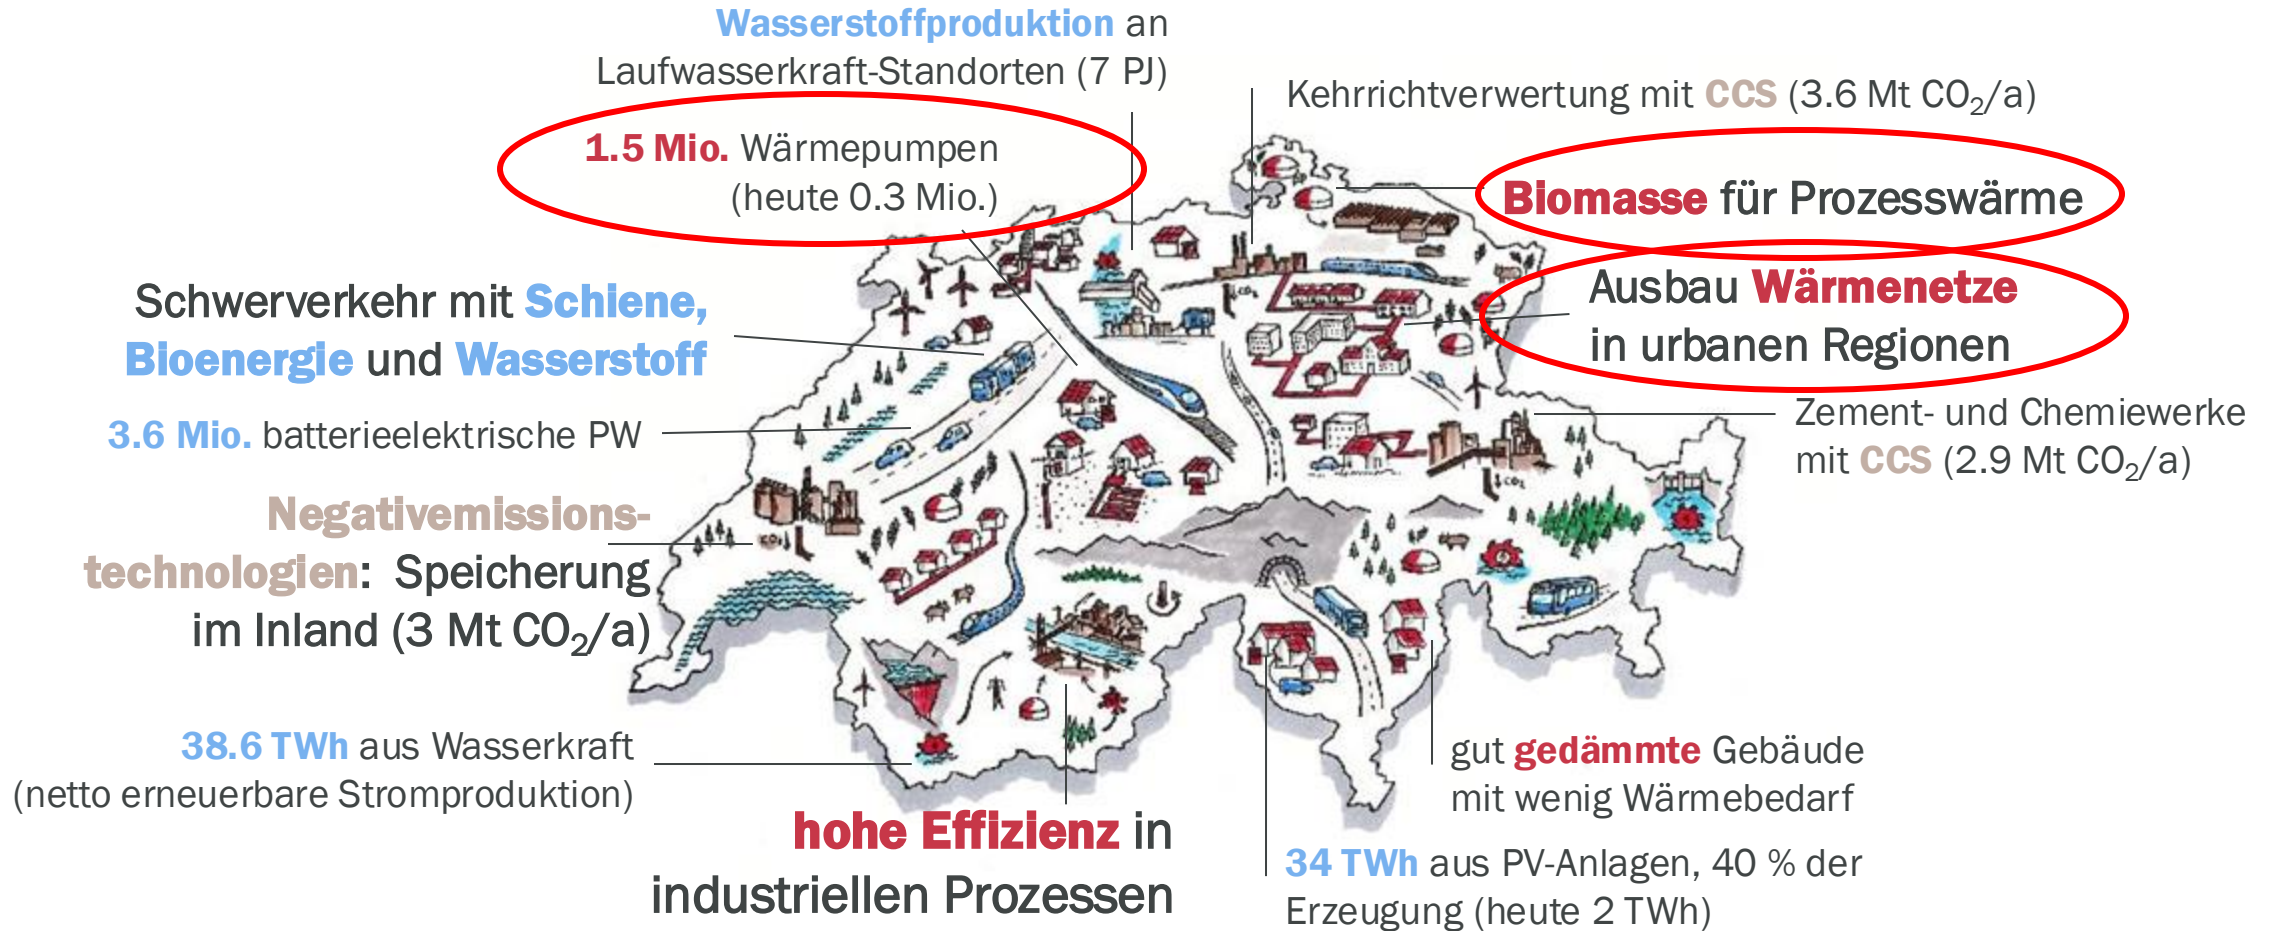 Wasserstoffproduktion an
Laufwasserkraft-Standorten (7 PJ)
Kehrrichtverwertung mit CCS (3.6 Mt CO₂/a)
1.5 Mio. Wärmepumpen
(heute 0.3 Mio.)
Biomasse für Prozesswärme
Ausbau Wärmenetze
in urbanen Regionen
Schwerverkehr mit Schiene,
Bioenergie und Wasserstoff
3.6 Mio. batterieelektrische PW
Zement- und Chemiewerke
mit CCS (2.9 Mt CO₂/a)
Negativemissions-
technologien: Speicherung
im Inland (3 Mt CO₂/a)
38.6 TWh aus Wasserkraft
(netto erneuerbare Stromproduktion)
hohe Effizienz in
industriellen Prozessen
gut gedämmte Gebäude
mit wenig Wärmebedarf
34 TWh aus PV-Anlagen, 40 % der
Erzeugung (heute 2 TWh)
CO₂
CO₂
CO₂